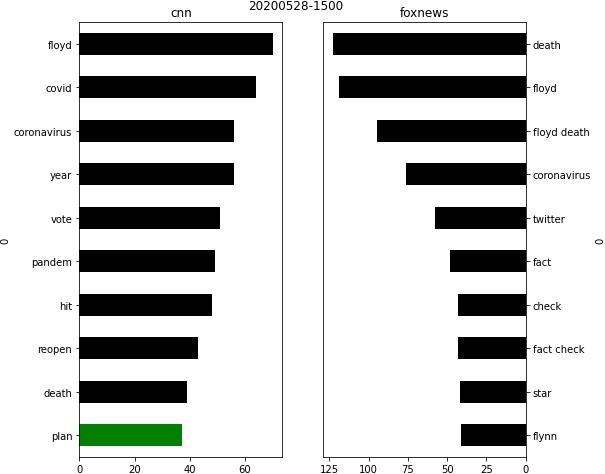 20200528-1500
cnn
foxnews
floyd
covid
coronavirus
year
vote
pandem
hit
reopen
death
plan
0
0 20 40 60
death
floyd
floyd death
coronavirus
twitter
fact
check
fact check
star
flynn
0
125 100 75 50 25 0